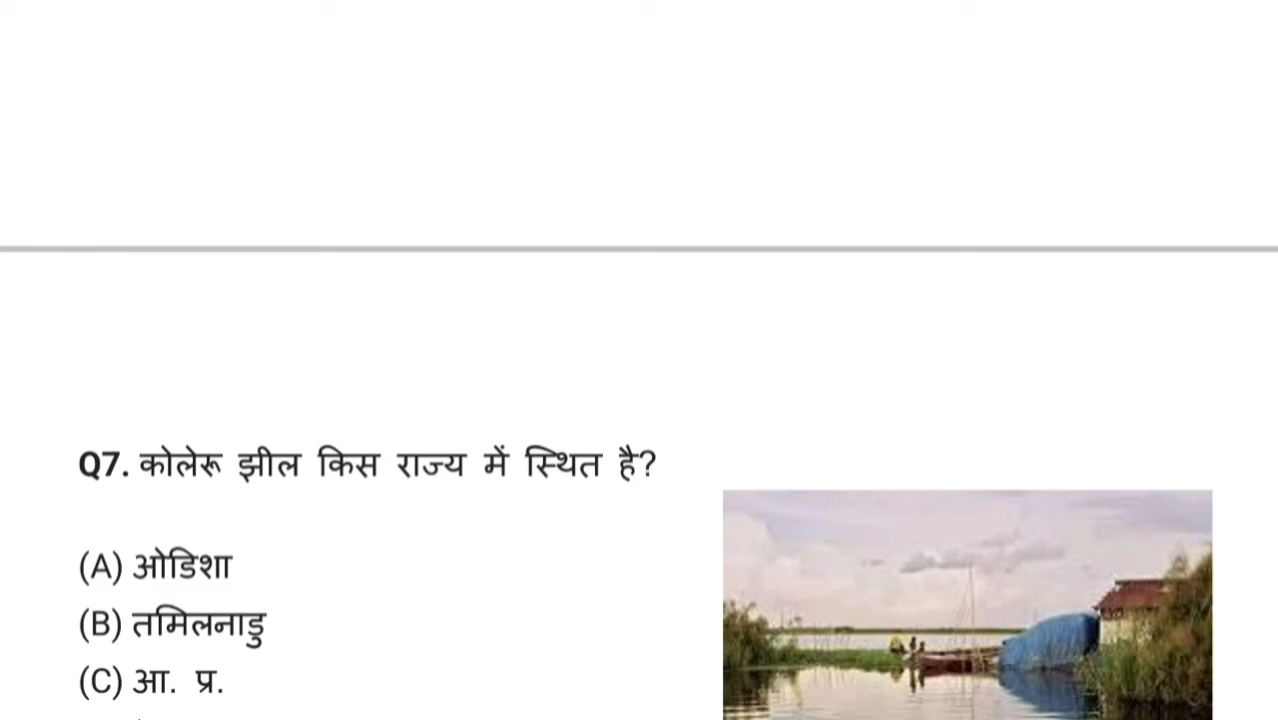 Q7. कोलेरू झील किस राज्य में स्थित है?
(A) ओडिशा
(B) तमिलनाडु
(C) आ. प्र.